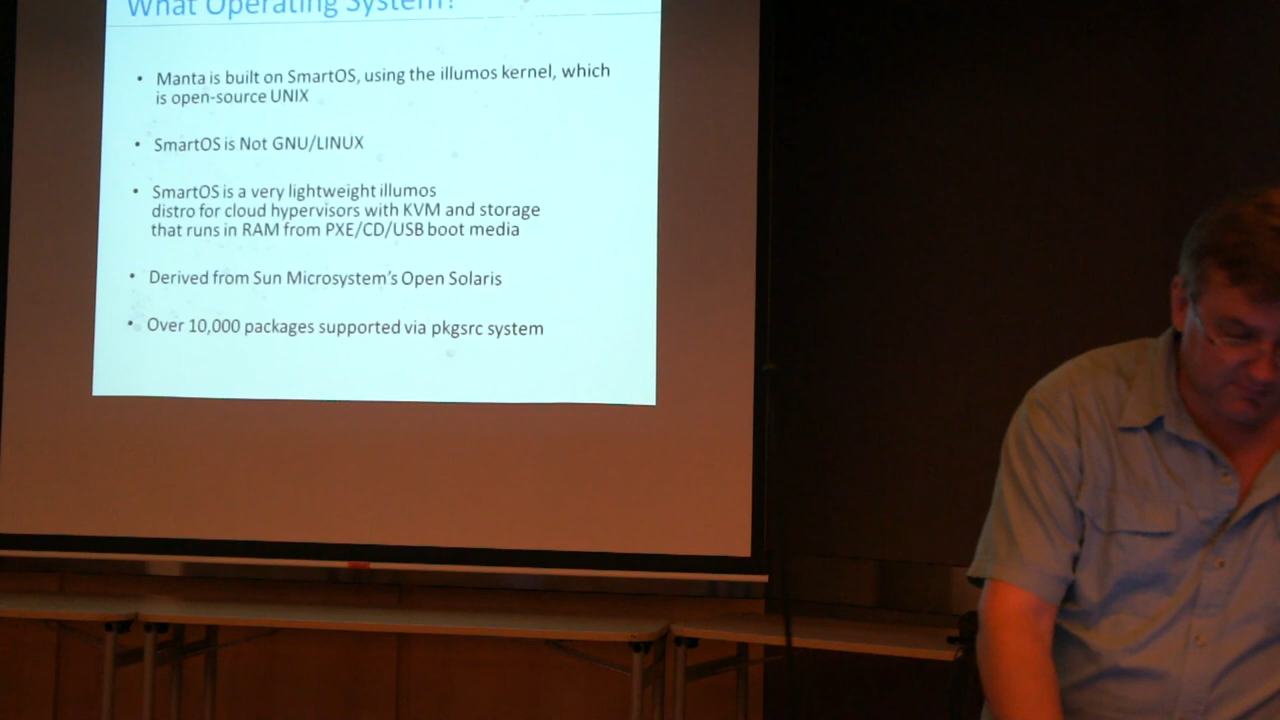 What Operating System?
• Manta is built on SmartOS, using the illumos kernel, which
is open-source UNIX
• SmartOS is Not GNU/LINUX
• SmartOS is a very lightweight illumos
distro for cloud hypervisors with KVM and storage
that runs in RAM from PXE/CD/USB boot media
• Derived from Sun Microsystem’s Open Solaris
• Over 10,000 packages supported via pkgsrc system